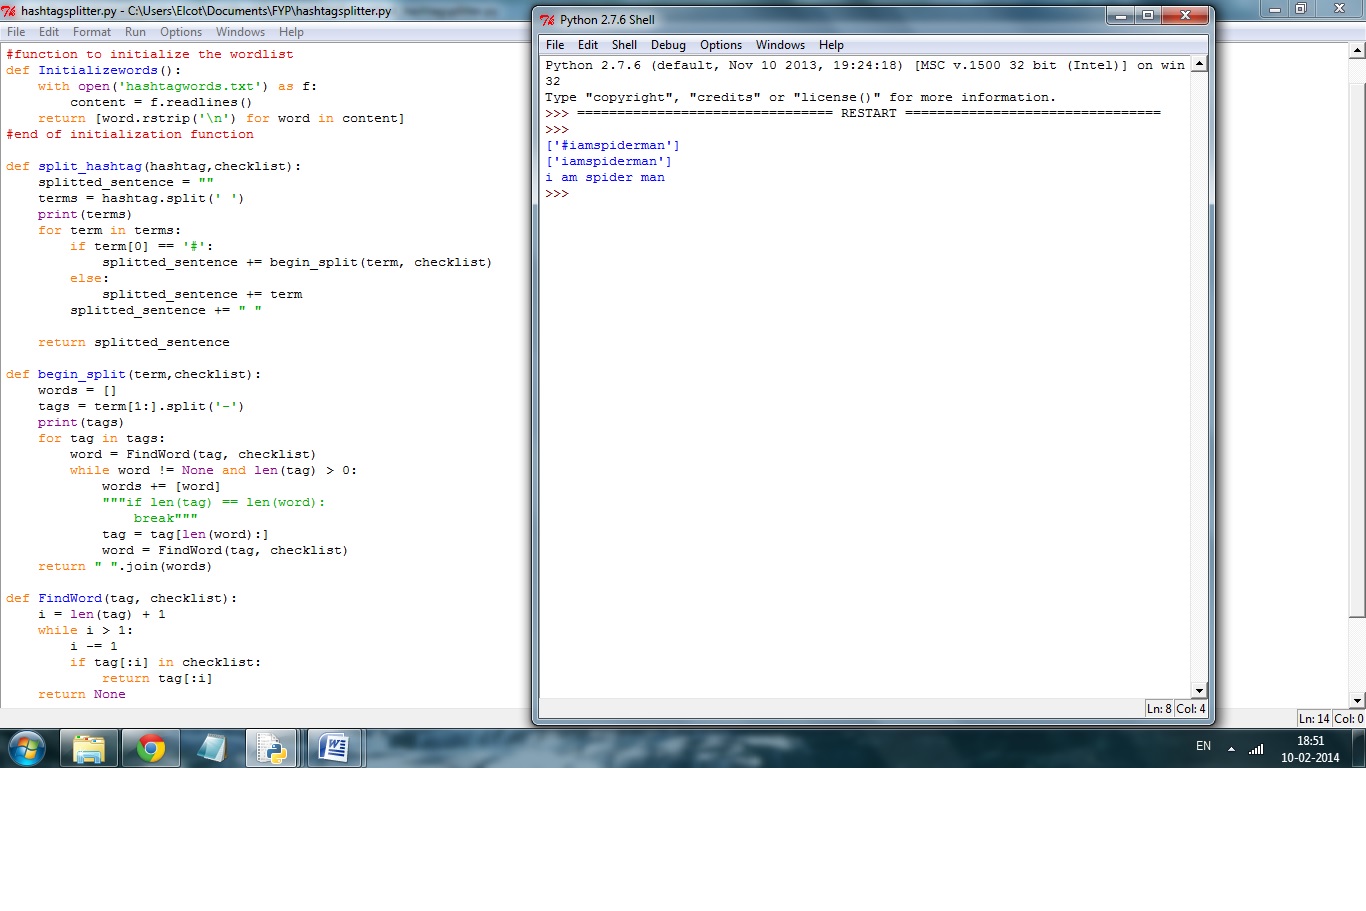 hashtagsplitter.py - C:\Users\Elcot\Documents\FYP\hashtagsplitter.py
File Edit Format Run Options Windows Help
#function to initialize the wordlist
def Initializewords():
    with open('hashtagwords.txt') as f:
        content = f.readlines()
    return [word.rstrip('\n') for word in content]
#end of initialization function
def split_hashtag(hashtag,checklist):
    splitted_sentence = ""
    terms = hashtag.split(' ')
    print(terms)
    for term in terms:
        if term[0] == '#':
            splitted_sentence += begin_split(term, checklist)
        else:
            splitted_sentence += term
        splitted_sentence += " "
    return splitted_sentence
def begin_split(term,checklist):
    words = []
    tags = term[1:].split('-')
    print(tags)
    for tag in tags:
        word = FindWord(tag, checklist)
        while word != None and len(tag) > 0:
            words += [word]
            """if len(tag) == len(word):
                break"""
            tag = tag[len(word):]
            word = FindWord(tag, checklist)
    return " ".join(words)
def FindWord(tag, checklist):
    i = len(tag) + 1
    while i > 1:
        i -= 1
        if tag[:i] in checklist:
            return tag[:i]
    return None
Ln: 14 Col: 0
Python 2.7.6 Shell
File Edit Shell Debug Options Windows Help
Python 2.7.6 (default, Nov 10 2013, 19:24:18) [MSC v.1500 32 bit (Intel)] on win
32
Type "copyright", "credits" or "license()" for more information.
>>> ================================ RESTART ================================
>>>
['#iamspiderman']
['iamspiderman']
i am spider man
>>>
Ln: 8 Col: 4
EN
18:51
10-02-2014